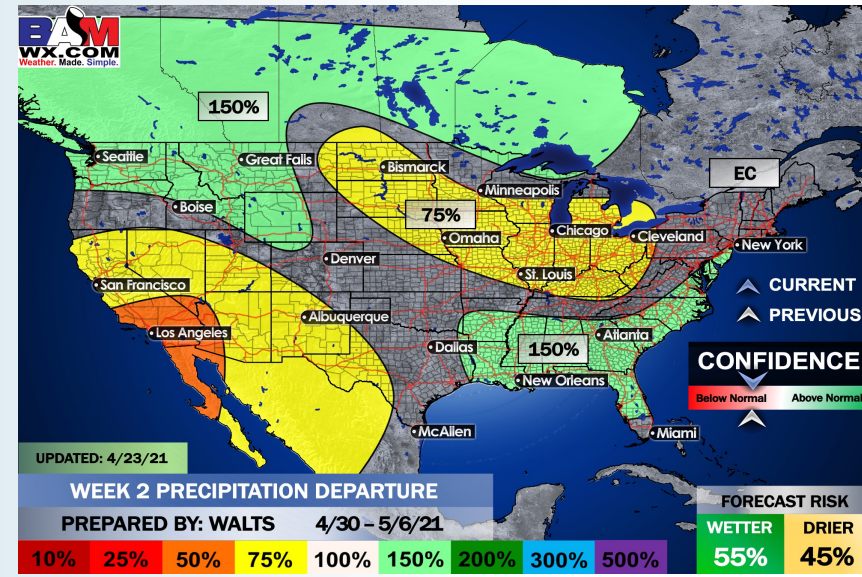 BAM
WX.COM
Weather. Made. Simple.
150%
Seattle
Great Falls
Bismarck
Minneapolis
EC
Boise
75%
Omaha
Chicago
Cleveland
New York
Denver
St. Louis
San Francisco
CURRENT
Albuquerque
PREVIOUS
Los Angeles
Dallas
150%
Atlanta
CONFIDENCE
New Orleans
Below Normal
Above Normal
McAllen
Miami
UPDATED: 4/23/21
WEEK 2 PRECIPITATION DEPARTURE
FORECAST RISK
PREPARED BY: WALTS 4/30 – 5/6/21
WETTER
DRIER
55%
45%
10% 25% 50% 75% 100% 150% 200% 300% 500%